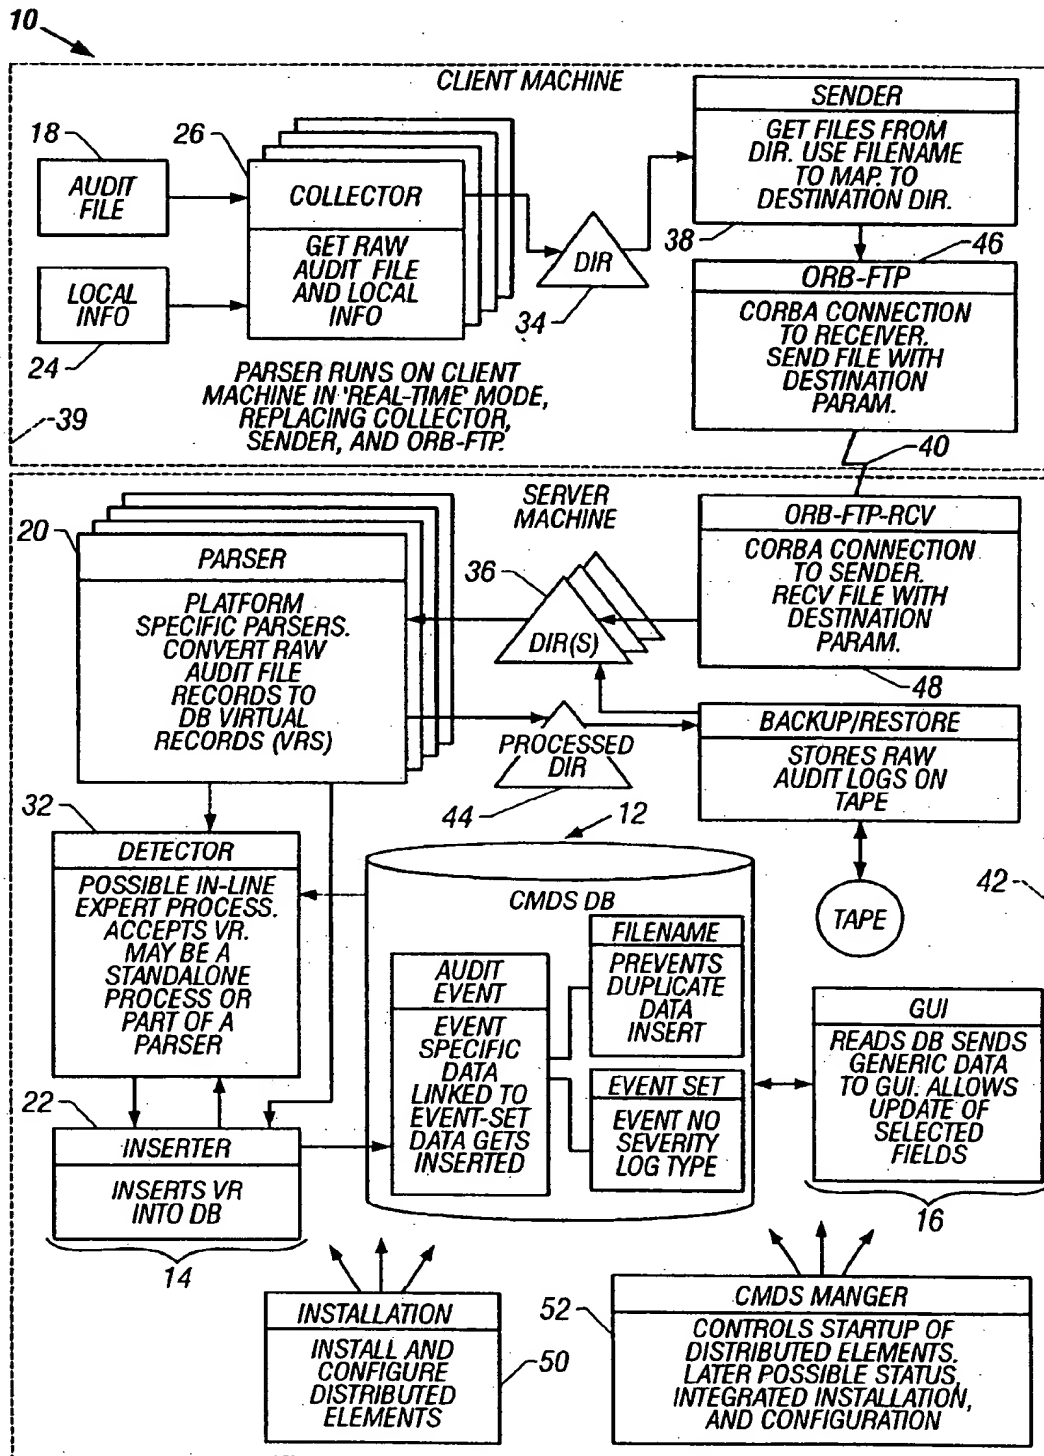 10
CLIENT MACHINE
18
AUDIT
FILE
LOCAL
INFO
24
26
COLLECTOR
GET RAW
AUDIT FILE
AND LOCAL
INFO
DIR
34
SENDER
GET FILES FROM
DIR. USE FILENAME
TO MAP. TO
DESTINATION DIR.
38
46
ORB-FTP
CORBA CONNECTION
TO RECEIVER.
SEND FILE WITH
DESTINATION
PARAM.
PARSER RUNS ON CLIENT
MACHINE IN 'REAL-TIME' MODE,
REPLACING COLLECTOR,
SENDER, AND ORB-FTP.
39
40
SERVER
MACHINE
20
PARSER
PLATFORM
SPECIFIC PARSERS.
CONVERT RAW
AUDIT FILE
RECORDS TO
DB VIRTUAL
RECORDS (VRS)
36
DIR(S)
ORB-FTP-RCV
CORBA CONNECTION
TO SENDER.
RECV FILE WITH
DESTINATION
PARAM.
48
PROCESSED
DIR
44
BACKUP/RESTORE
STORES RAW
AUDIT LOGS ON
TAPE
TAPE
42
32
DETECTOR
POSSIBLE IN-LINE
EXPERT PROCESS.
ACCEPTS VR.
MAY BE A
STANDALONE
PROCESS OR
PART OF A
PARSER
12
CMDS DB
AUDIT
EVENT
EVENT
SPECIFIC
DATA
LINKED TO
EVENT-SET
DATA GETS
INSERTED
FILENAME
PREVENTS
DUPLICATE
DATA
INSERT
EVENT SET
EVENT NO
SEVERITY
LOG TYPE
GUI
READS DB SENDS
GENERIC DATA
TO GUI. ALLOWS
UPDATE OF
SELECTED
FIELDS
16
22
INSERTER
INSERTS VR
INTO DB
14
INSTALLATION
INSTALL AND
CONFIGURE
DISTRIBUTED
ELEMENTS
50
52
CMDS MANGER
CONTROLS STARTUP OF
DISTRIBUTED ELEMENTS.
LATER POSSIBLE STATUS,
INTEGRATED INSTALLATION,
AND CONFIGURATION